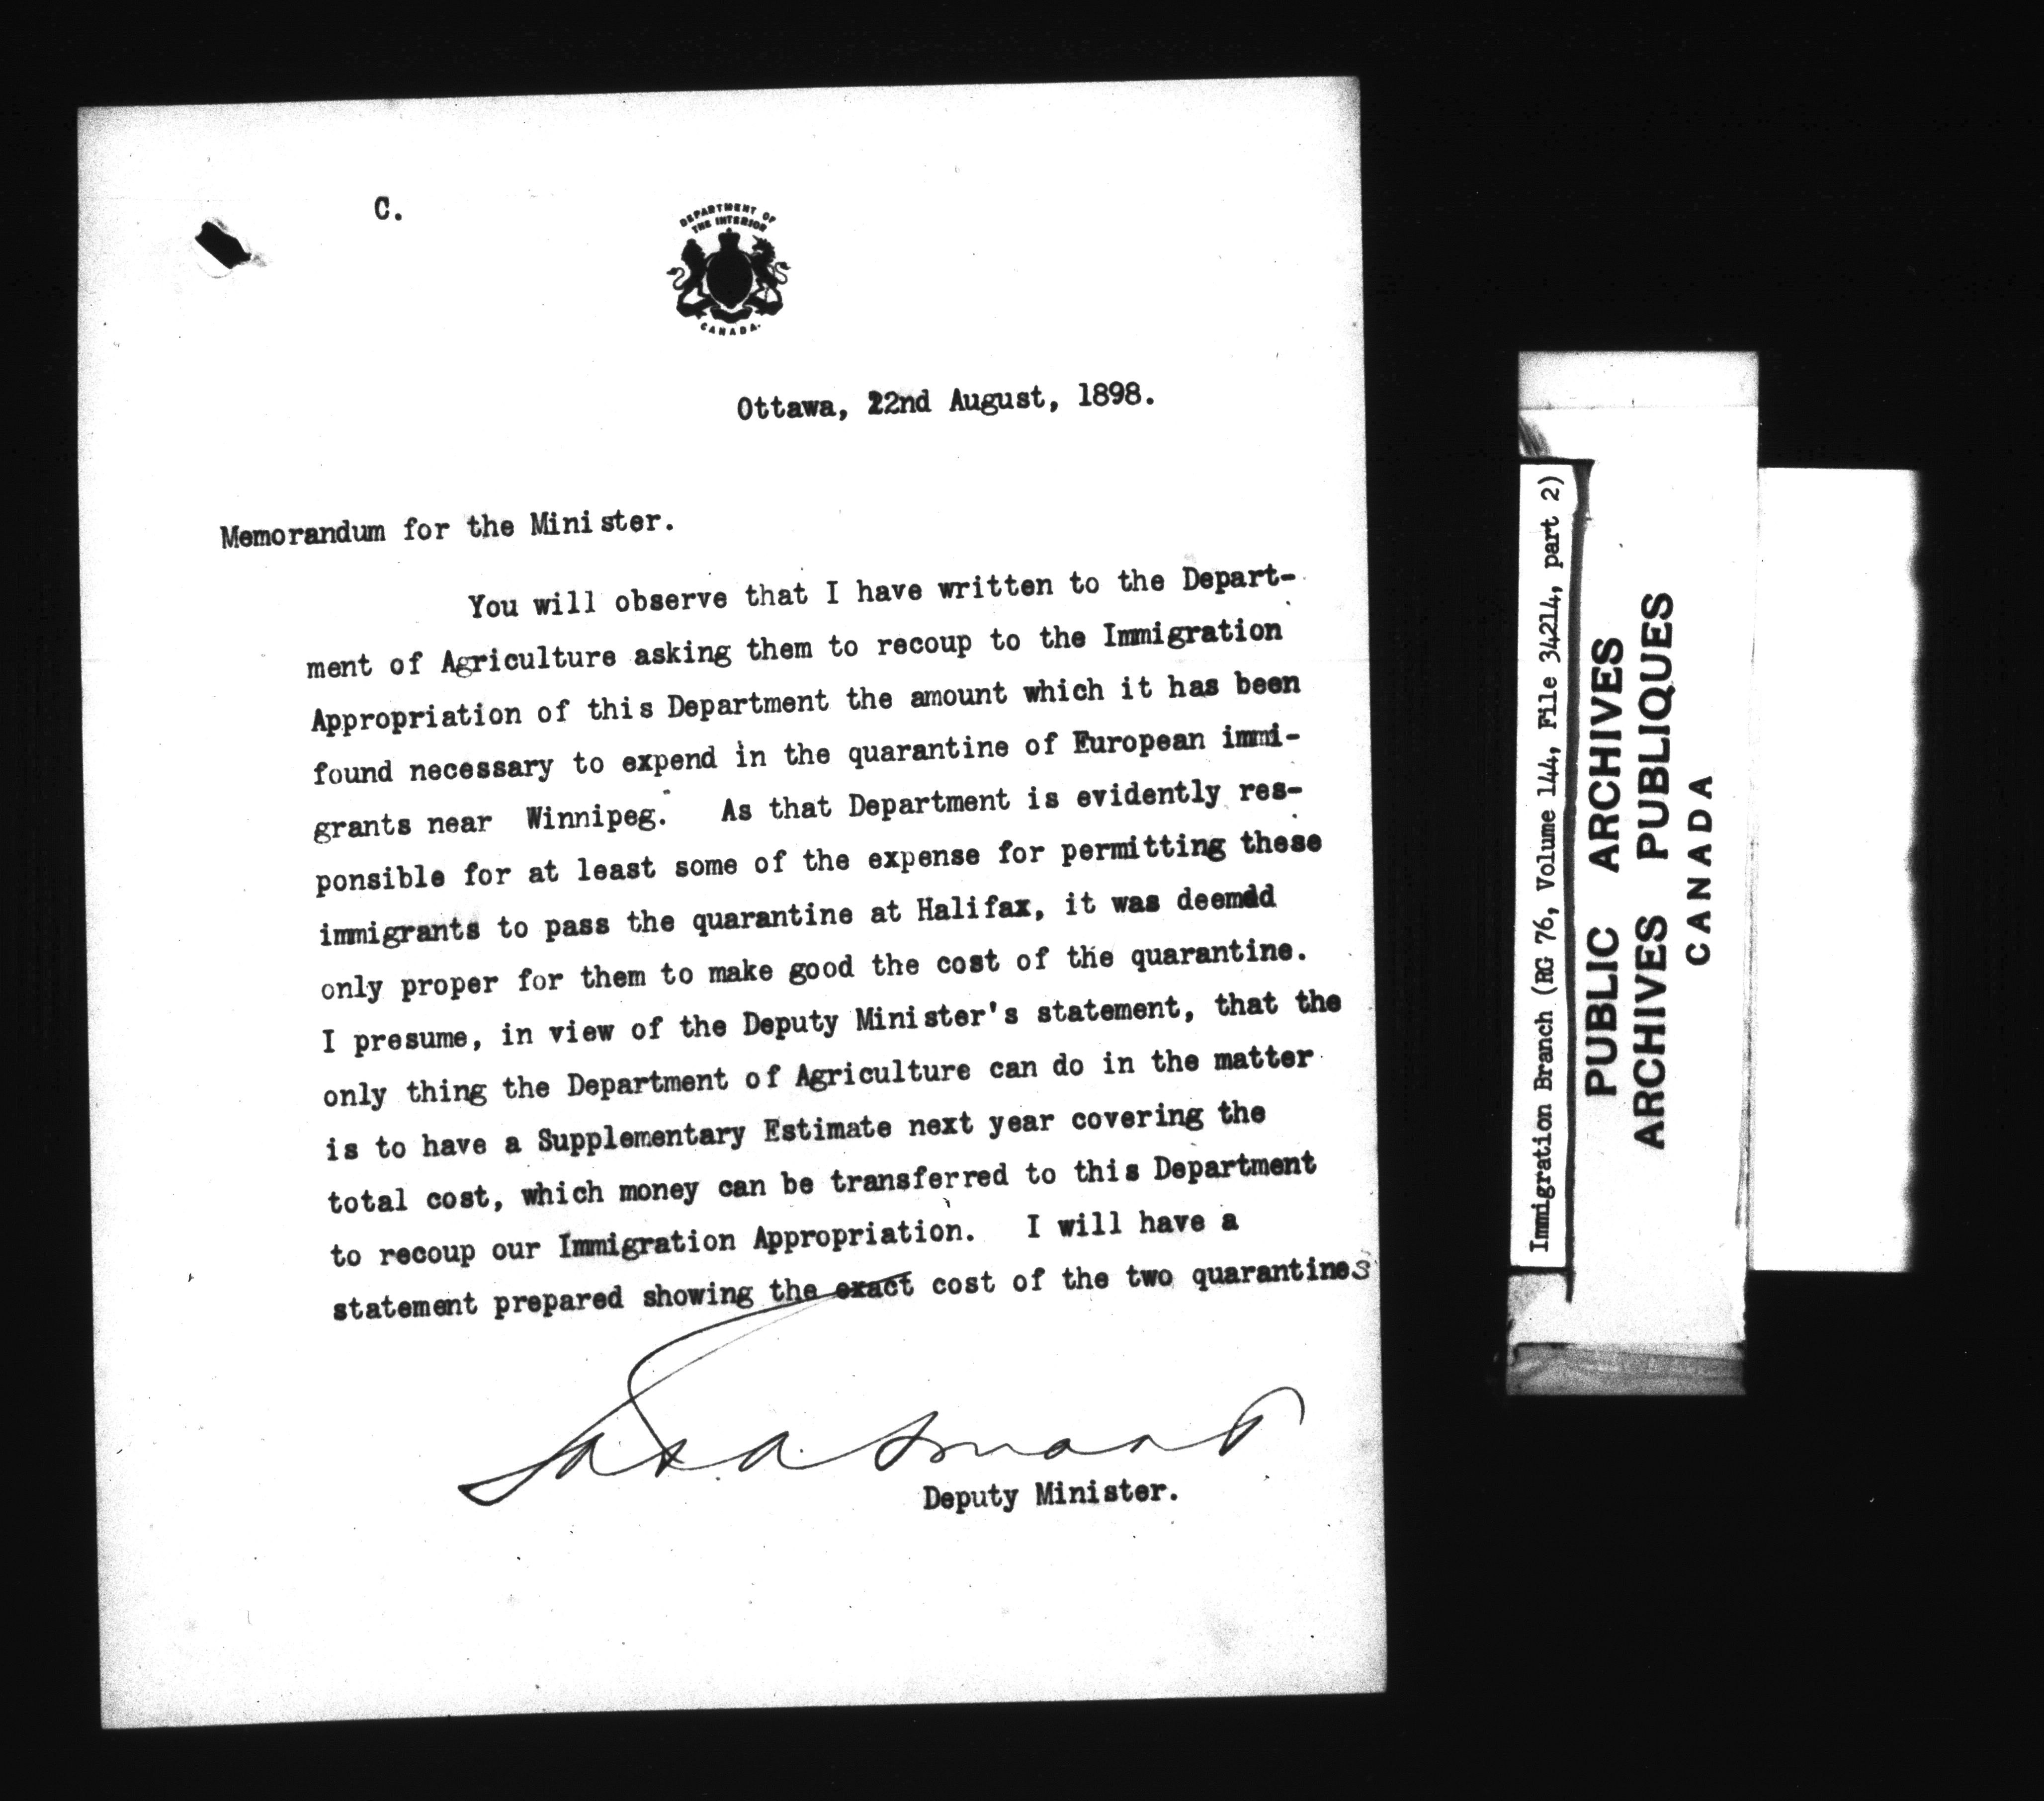 C.
DEPARTMENT OF
THE INTERIOR
CANADA.
Ottawa, 22nd August, 1898.
Memorandum for the Minister.
You will observe that I have written to the Depart-
ment of Agriculture asking them to recoup to the Immigration
Appropriation of this Department the amount which it has been
found necessary to expend in the quarantine of European immi-
grants near Winnipeg. As that Department is evidently res-
ponsible for at least some of the expense for permitting these
immigrants to pass the quarantine at Halifax, it was deemed
only proper for them to make good the cost of the quarantine.
I presume, in view of the Deputy Minister's statement, that the
only thing the Department of Agriculture can do in the matter
is to have a Supplementary Estimate next year covering the
total cost, which money can be transferred to this Department
to recoup our Immigration Appropriation. I will have a
statement prepared showing the exact cost of the two quarantines
Jas A Smart
Deputy Minister.
Immigration Branch (RG 76, Volume 144, File 34214, part 2)
PUBLIC ARCHIVES
ARCHIVES PUBLIQUES
CANADA